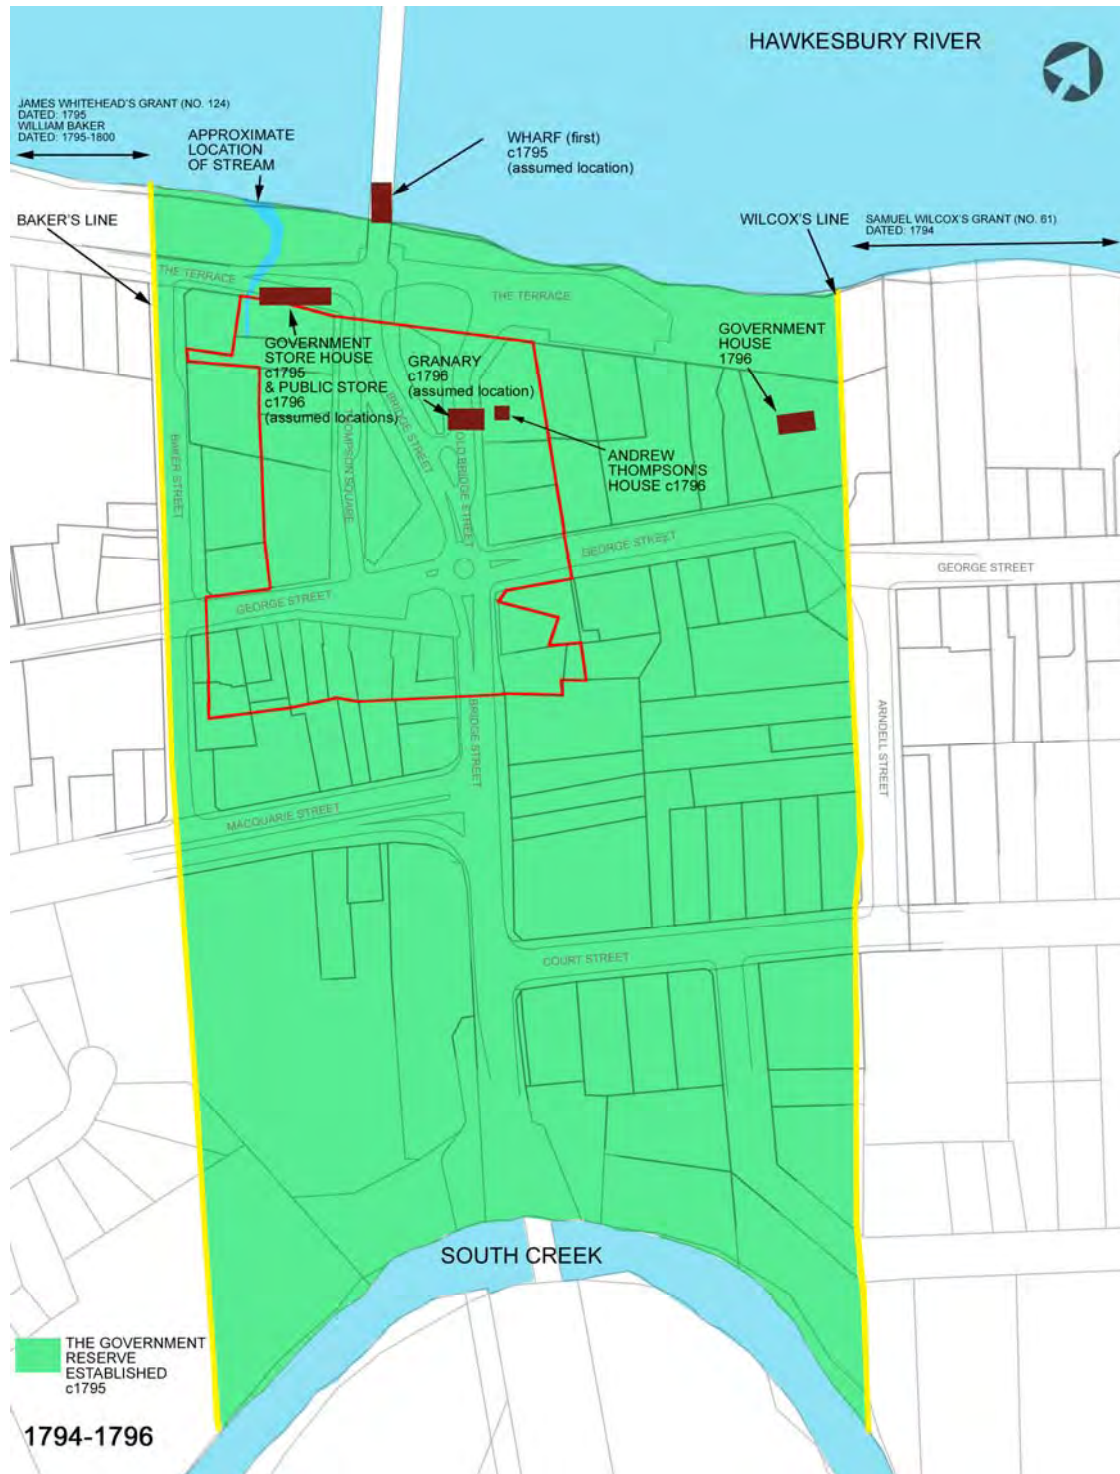 HAWKESBURY RIVER
JAMES WHITEHEAD'S GRANT (NO. 124)
DATED: 1795
WILLIAM BAKER
DATED: 1795-1800
APPROXIMATE
LOCATION
OF STREAM
WHARF (first)
c1795
(assumed location)
BAKER'S LINE
WILCOX'S LINE
SAMUEL WILCOX'S GRANT (NO. 61)
DATED: 1794
THE TERRACE
THE TERRACE
GOVERNMENT
STORE HOUSE
c1795
& PUBLIC STORE
c1796
(assumed locations)
GRANARY
c1796
(assumed location)
GOVERNMENT
HOUSE
1796
ANDREW
THOMPSON'S
HOUSE c1796
BAKER STREET
THOMPSON SQUARE
BRIDGE STREET
OLD BRIDGE STREET
GEORGE STREET
GEORGE STREET
GEORGE STREET
BRIDGE STREET
ARNDELL STREET
MACQUARIE STREET
COURT STREET
SOUTH CREEK
THE GOVERNMENT
RESERVE
ESTABLISHED
c1795
1794-1796